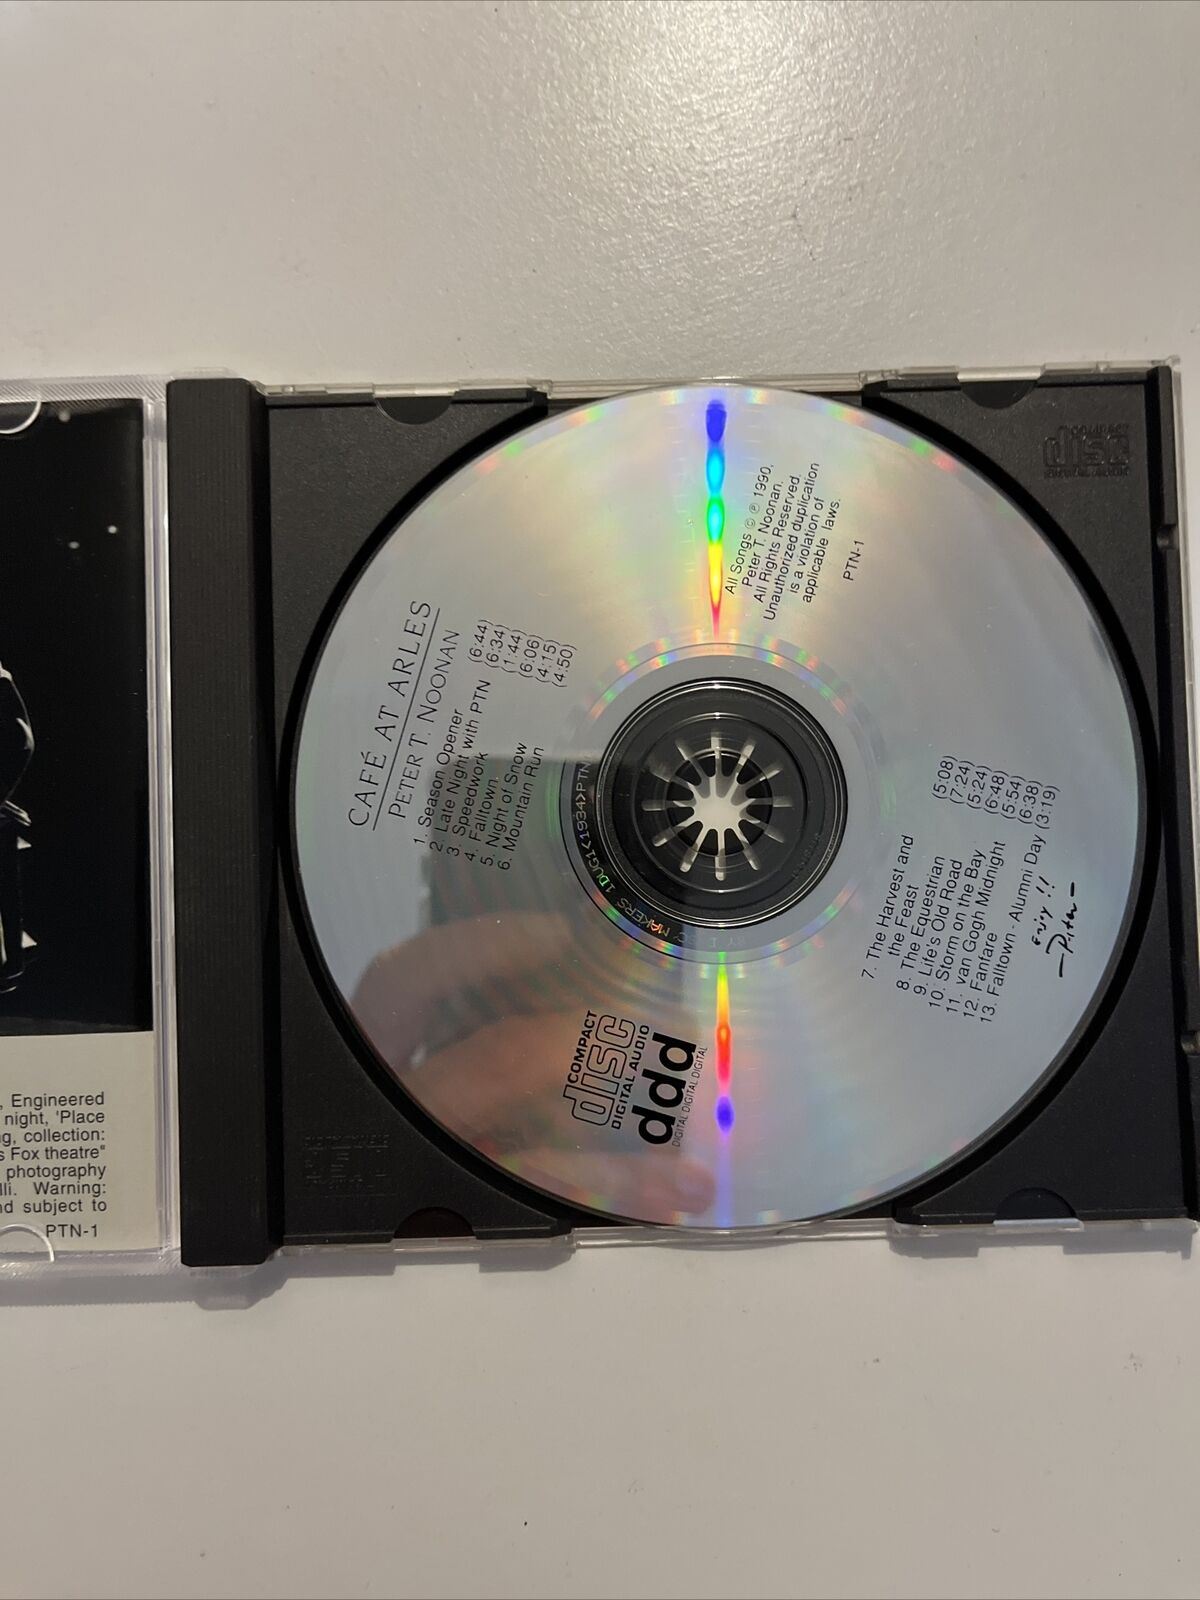 CAFÉ AT ARLES
PETER T. NOONAN
1. Season Opener (6:44)
2. Late Night with PTN (6:34)
3. Speedwork (1:44)
4. Falltown (6:06)
5. Night of Snow (4:15)
6. Mountain Run (4:50)
All Songs © ℗ 1990,
Peter T. Noonan.
All Rights Reserved.
Unauthorized duplication
is a violation of
applicable laws.
PTN-1
7. The Harvest and
the Feast (5:08)
8. The Equestrian (7:24)
9. Life's Old Road (5:24)
10. Storm on the Bay (6:48)
11. van Gogh Midnight (5:54)
12. Fanfare (6:38)
13. Falltown - Alumni Day (3:19)
Enjoy!!
—Peter—
COMPACT
disc
DIGITAL AUDIO
ddd
DIGITAL DIGITAL DIGITAL
MAKERS 1DUG1<1934>PTN
disc
, Engineered
night, 'Place
collection:
Fox theatre"
photography
Warning:
subject to
PTN-1